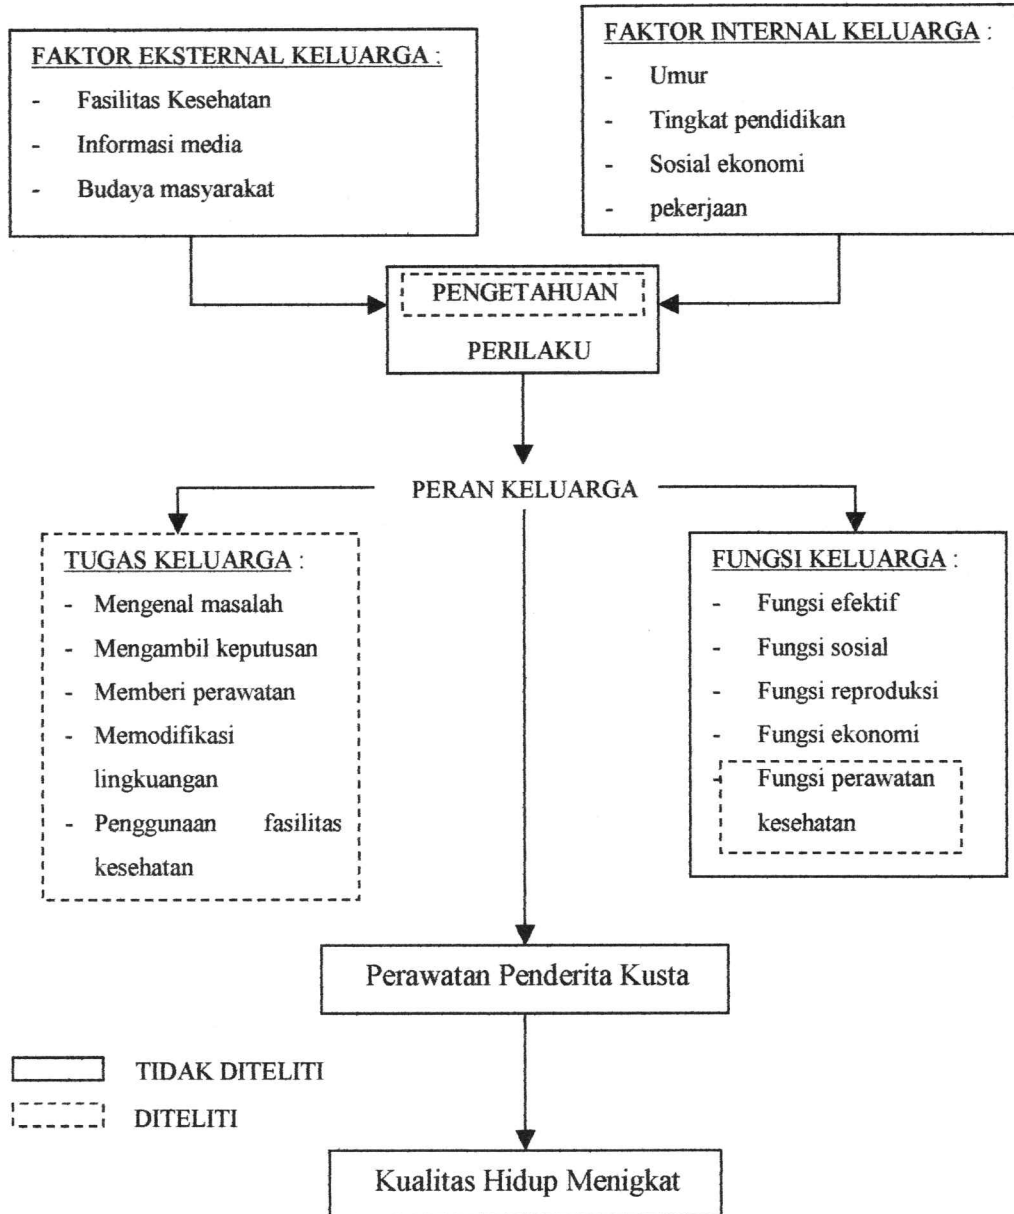 FAKTOR EKSTERNAL KELUARGA :
- Fasilitas Kesehatan
- Informasi media
- Budaya masyarakat
FAKTOR INTERNAL KELUARGA :
- Umur
- Tingkat pendidikan
- Sosial ekonomi
- pekerjaan
PENGETAHUAN
PERILAKU
PERAN KELUARGA
TUGAS KELUARGA :
- Mengenal masalah
- Mengambil keputusan
- Memberi perawatan
- Memodifikasi
lingkuangan
- Penggunaan fasilitas
kesehatan
FUNGSI KELUARGA :
- Fungsi efektif
- Fungsi sosial
- Fungsi reproduksi
- Fungsi ekonomi
- Fungsi perawatan
kesehatan
Perawatan Penderita Kusta
TIDAK DITELITI
DITELITI
Kualitas Hidup Menigkat